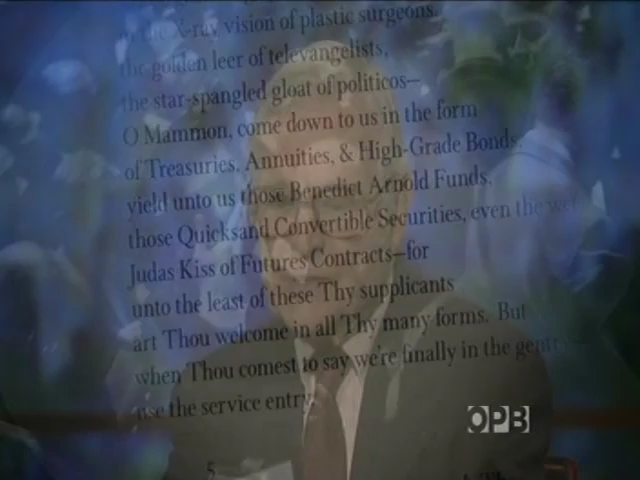 the X-ray vision of plastic surgeons,
the golden leer of televangelists,
the star-spangled gloat of politicos—
O Mammon, come down to us in the form
of Treasuries, Annuities, & High-Grade Bonds,
yield unto us those Benedict Arnold Funds,
those Quicksand Convertible Securities, even the wet
Judas Kiss of Futures Contracts—for
unto the least of these Thy supplicants
art Thou welcome in all Thy many forms. But
when Thou comest to say we're finally in the gentry—
use the service entry.
5
OPB